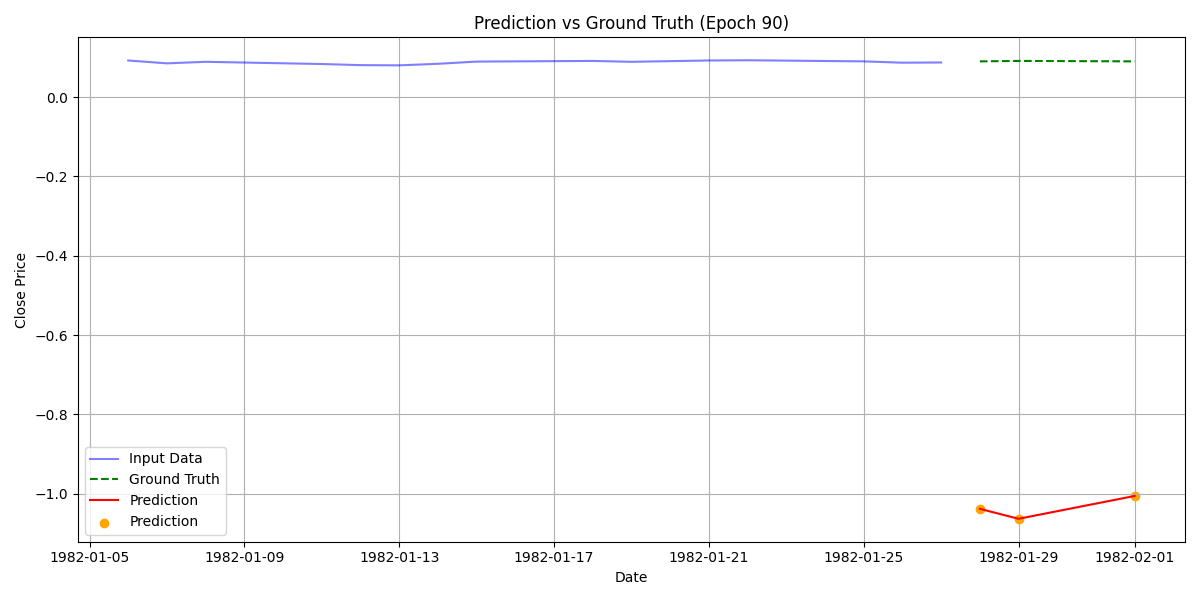 Prediction vs Ground Truth (Epoch 90)
Close Price
0.0
−0.2
−0.4
−0.6
−0.8
−1.0
Input Data
Ground Truth
Prediction
Prediction
1982-01-05 1982-01-09 1982-01-13 1982-01-17 1982-01-21 1982-01-25 1982-01-29 1982-02-01
Date